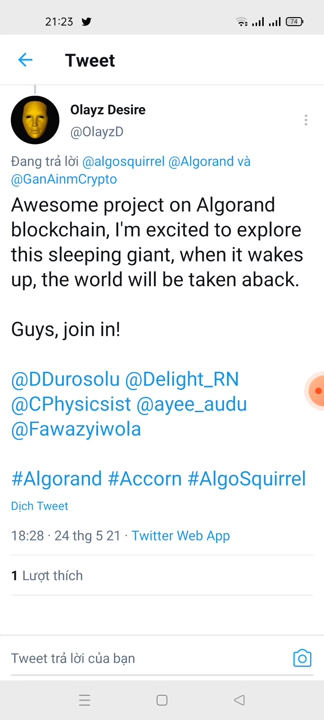 21:23
74
Tweet
Olayz Desire
@OlayzD
Đang trả lời @algosquirrel @Algorand và
@GanAinmCrypto
Awesome project on Algorand
blockchain, I'm excited to explore
this sleeping giant, when it wakes
up, the world will be taken aback.
Guys, join in!
@DDurosolu @Delight_RN
@CPhysicsist @ayee_audu
@Fawazyiwola
#Algorand #Accorn #AlgoSquirrel
Dịch Tweet
18:28 · 24 thg 5 21 · Twitter Web App
1 Lượt thích
Tweet trả lời của bạn